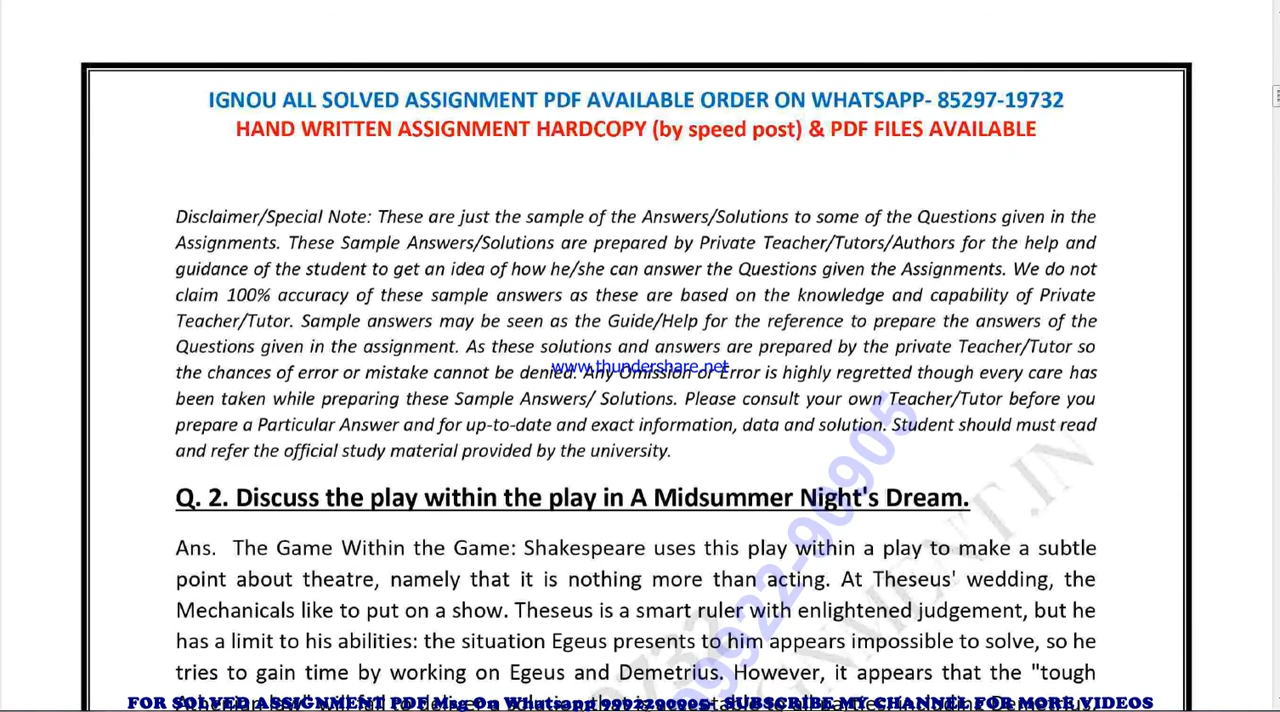 IGNOU ALL SOLVED ASSIGNMENT PDF AVAILABLE ORDER ON WHATSAPP- 85297-19732
HAND WRITTEN ASSIGNMENT HARDCOPY (by speed post) & PDF FILES AVAILABLE
Disclaimer/Special Note: These are just the sample of the Answers/Solutions to some of the Questions given in the
Assignments. These Sample Answers/Solutions are prepared by Private Teacher/Tutors/Authors for the help and
guidance of the student to get an idea of how he/she can answer the Questions given the Assignments. We do not
claim 100% accuracy of these sample answers as these are based on the knowledge and capability of Private
Teacher/Tutor. Sample answers may be seen as the Guide/Help for the reference to prepare the answers of the
Questions given in the assignment. As these solutions and answers are prepared by the private Teacher/Tutor so
www.thundershare.net
the chances of error or mistake cannot be denied. Any Omission or Error is highly regretted though every care has
been taken while preparing these Sample Answers/ Solutions. Please consult your own Teacher/Tutor before you
prepare a Particular Answer and for up-to-date and exact information, data and solution. Student should must read
and refer the official study material provided by the university.
Q. 2. Discuss the play within the play in A Midsummer Night's Dream.
Ans. The Game Within the Game: Shakespeare uses this play within a play to make a subtle
point about theatre, namely that it is nothing more than acting. At Theseus' wedding, the
Mechanicals like to put on a show. Theseus is a smart ruler with enlightened judgement, but he
has a limit to his abilities: the situation Egeus presents to him appears impossible to solve, so he
tries to gain time by working on Egeus and Demetrius. However, it appears that the "tough
FOR SOLVED ASSIGNMENT PDF Msg On Whatsapp 9992290905- SUBSCRIBE MY CHANNEL FOR MORE VIDEOS
99922-90905